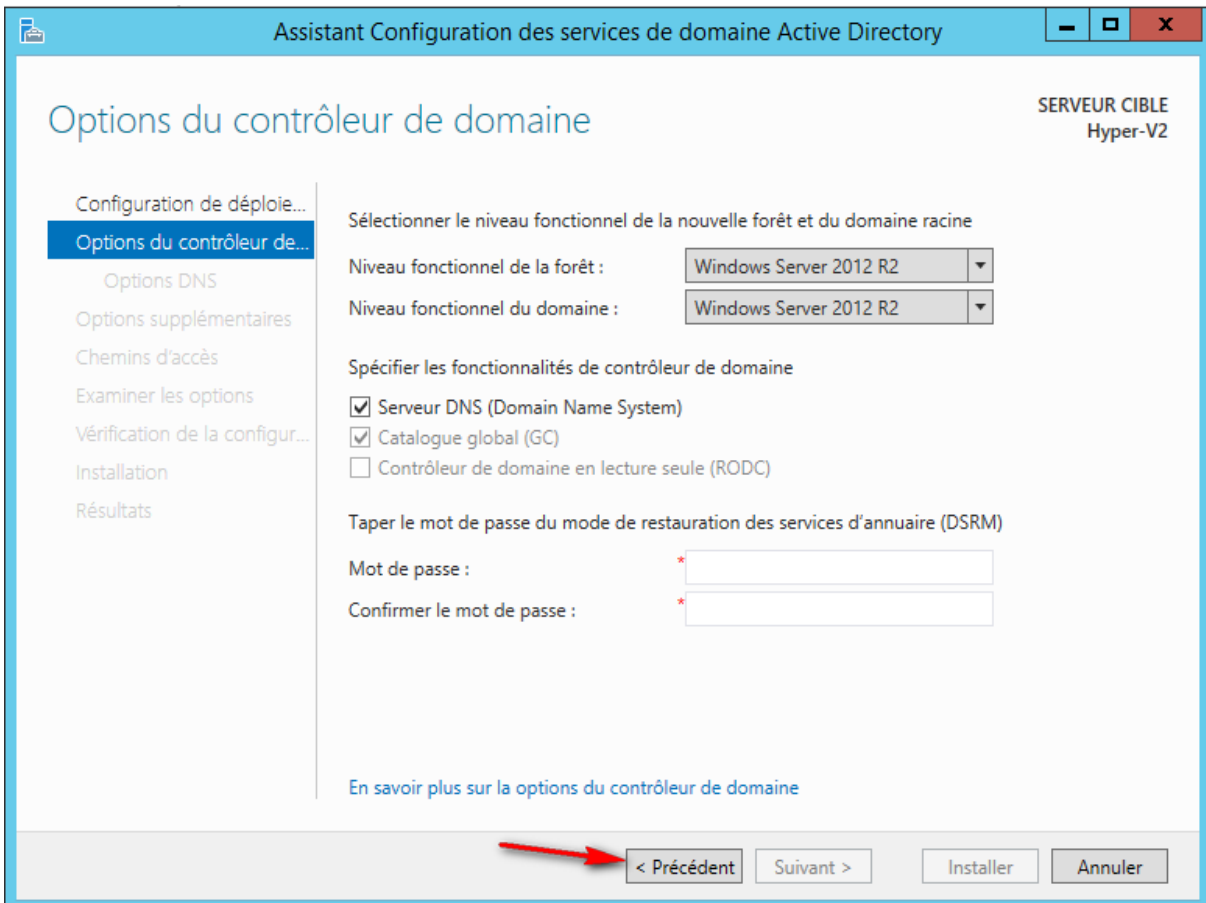 Assistant Configuration des services de domaine Active Directory
Options du contrôleur de domaine
SERVEUR CIBLE
Hyper-V2
Configuration de déploie...
Options du contrôleur de...
Options DNS
Options supplémentaires
Chemins d'accès
Examiner les options
Vérification de la configur...
Installation
Résultats
Sélectionner le niveau fonctionnel de la nouvelle forêt et du domaine racine
Niveau fonctionnel de la forêt : Windows Server 2012 R2
Niveau fonctionnel du domaine : Windows Server 2012 R2
Spécifier les fonctionnalités de contrôleur de domaine
Serveur DNS (Domain Name System)
Catalogue global (GC)
Contrôleur de domaine en lecture seule (RODC)
Taper le mot de passe du mode de restauration des services d'annuaire (DSRM)
Mot de passe : *
Confirmer le mot de passe : *
En savoir plus sur la options du contrôleur de domaine
< Précédent Suivant > Installer Annuler